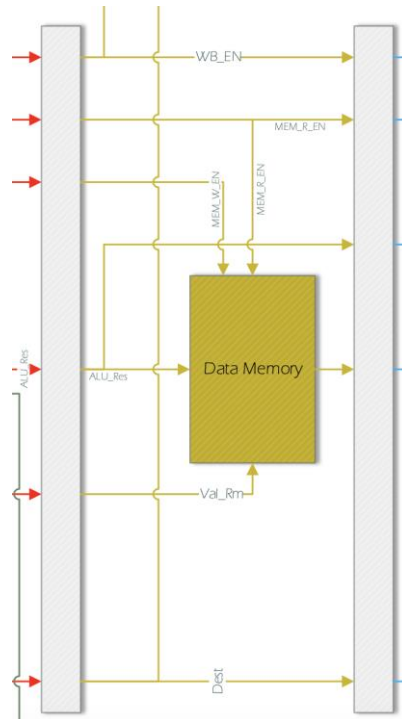 WB_EN
MEM_R_EN
MEM_W_EN
MEM_R_EN
ALU_Res
ALU_Res
Data Memory
Val_Rm
Dest